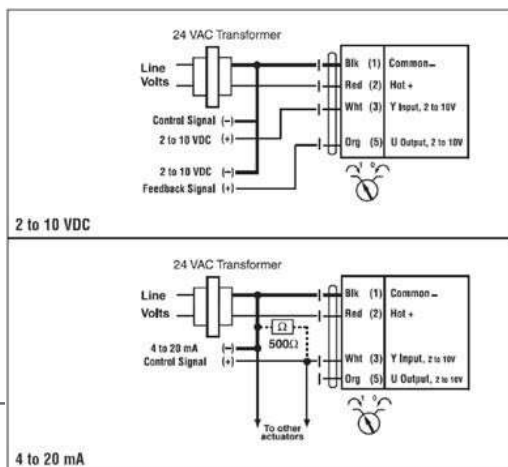 24 VAC Transformer
Line
Volts
Blk (1) Common –
Red (2) Hot +
Control Signal (–)
2 to 10 VDC (+)
Wht (3) Y Input, 2 to 10V
2 to 10 VDC (–)
Feedback Signal (+)
Org (5) U Output, 2 to 10V
1 0
2 to 10 VDC
24 VAC Transformer
Line
Volts
Blk (1) Common –
Red (2) Hot +
Ω
500Ω
4 to 20 mA (–)
Control Signal (+)
Wht (3) Y Input, 2 to 10V
Org (5) U Output, 2 to 10V
1 0
To other
actuators
4 to 20 mA